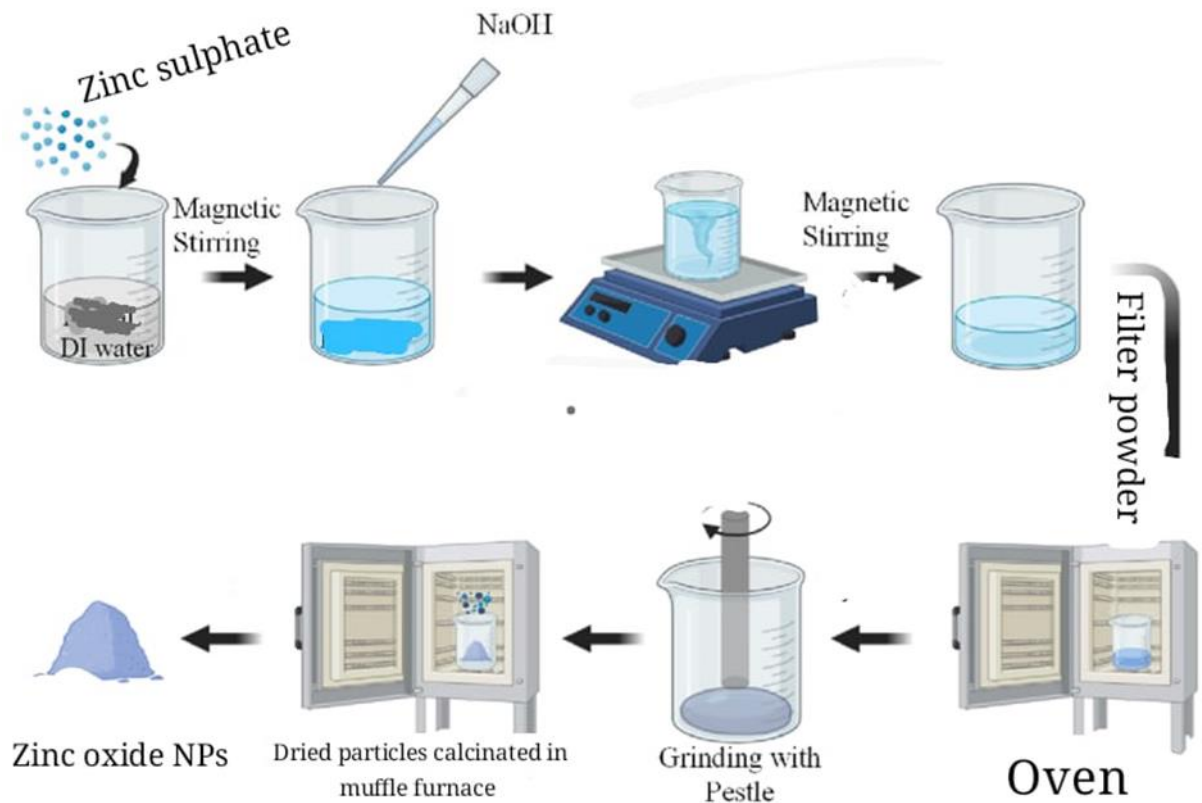 Zinc sulphate
NaOH
Magnetic
Stirring
DI water
Magnetic
Stirring
Filter powder
Zinc oxide NPs
Dried particles calcinated in
muffle furnace
Grinding with
Pestle
Oven